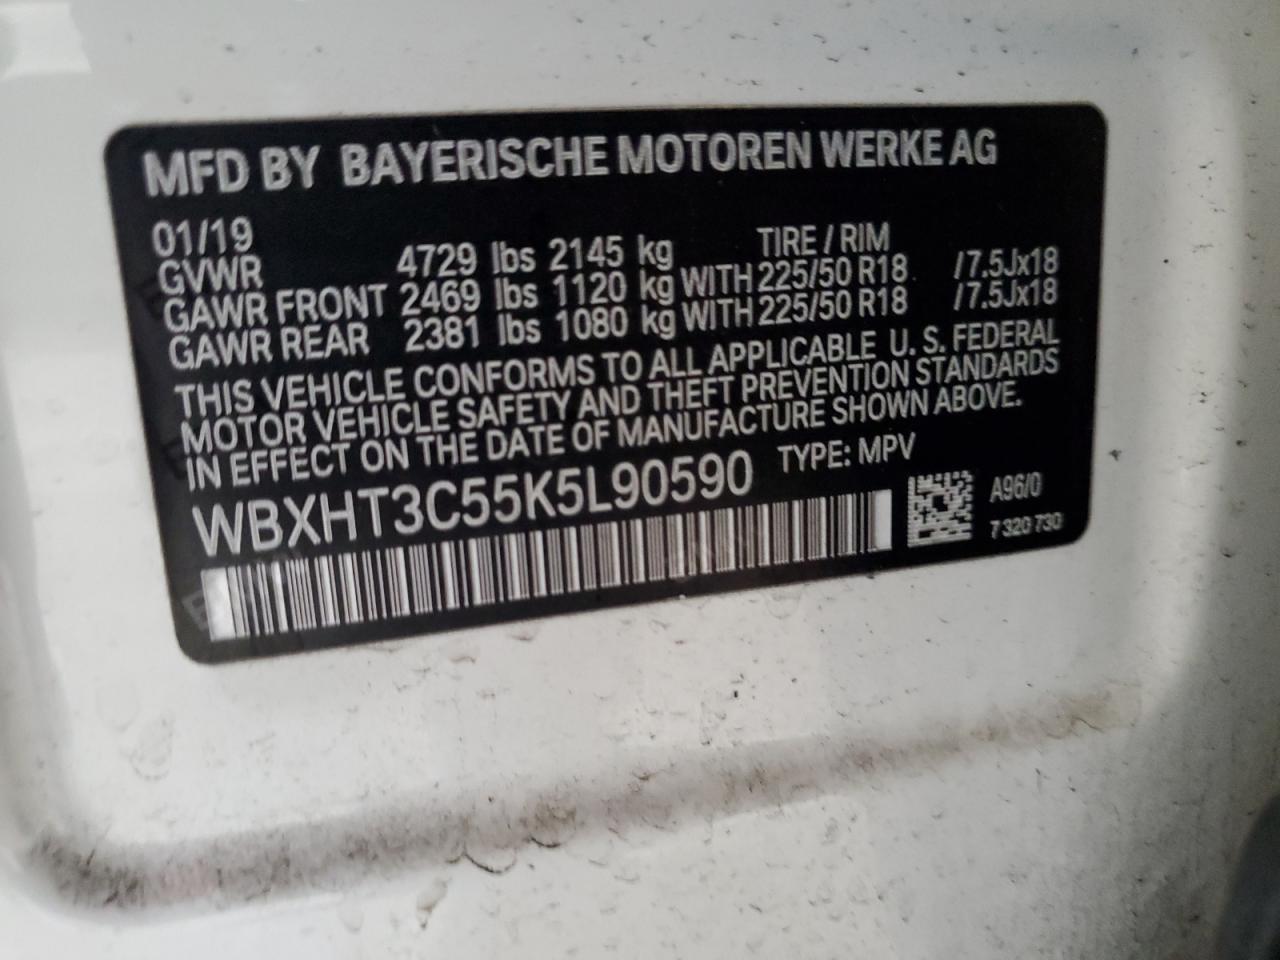 MFD BY BAYERISCHE MOTOREN WERKE AG
01/19 TIRE / RIM
GVWR 4729 lbs 2145 kg
GAWR FRONT 2469 lbs 1120 kg WITH 225/50 R18 /7.5Jx18
GAWR REAR 2381 lbs 1080 kg WITH 225/50 R18 /7.5Jx18
THIS VEHICLE CONFORMS TO ALL APPLICABLE U. S. FEDERAL
MOTOR VEHICLE SAFETY AND THEFT PREVENTION STANDARDS
IN EFFECT ON THE DATE OF MANUFACTURE SHOWN ABOVE.
WBXHT3C55K5L90590 TYPE: MPV
A96/0
7 320 730